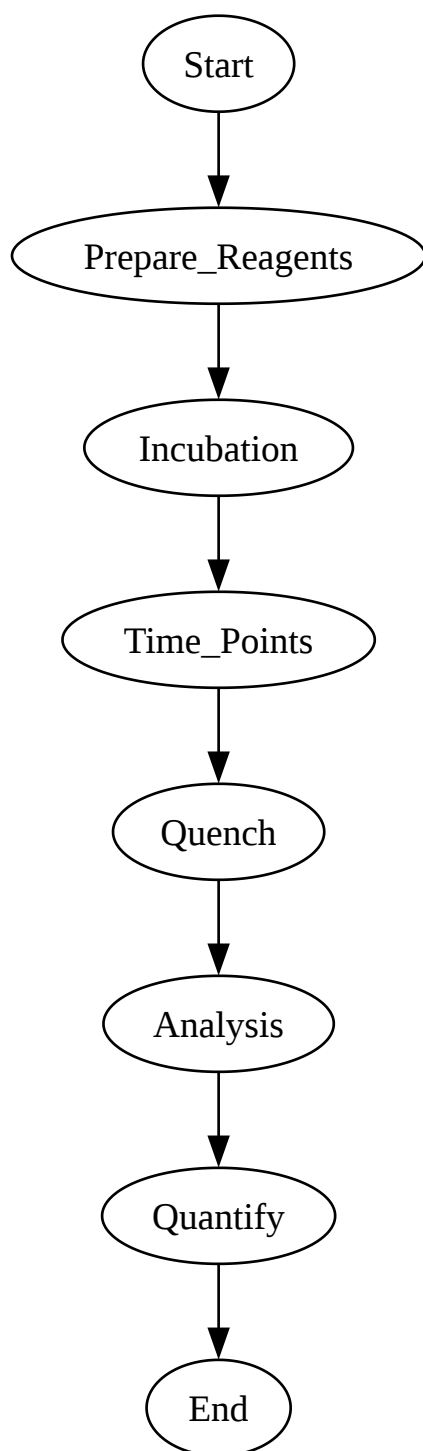 Start
Prepare_Reagents
Incubation
Time_Points
Quench
Analysis
Quantify
End